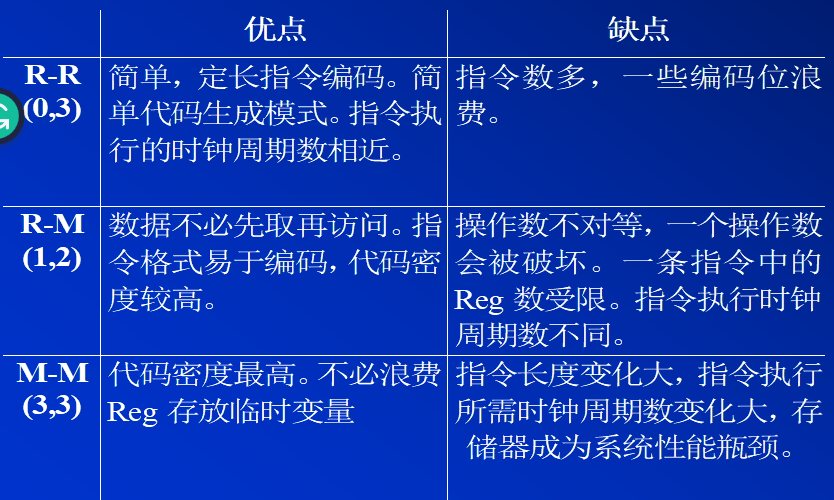 优点
缺点
R-R
(0,3)
简单，定长指令编码。简
单代码生成模式。指令执
行的时钟周期数相近。
指令数多，一些编码位浪
费。
R-M
(1,2)
数据不必先取再访问。指
令格式易于编码，代码密
度较高。
操作数不对等，一个操作数
会被破坏。一条指令中的
Reg 数受限。指令执行时钟
周期数不同。
M-M
(3,3)
代码密度最高。不必浪费
Reg 存放临时变量
指令长度变化大，指令执行
所需时钟周期数变化大，存
储器成为系统性能瓶颈。